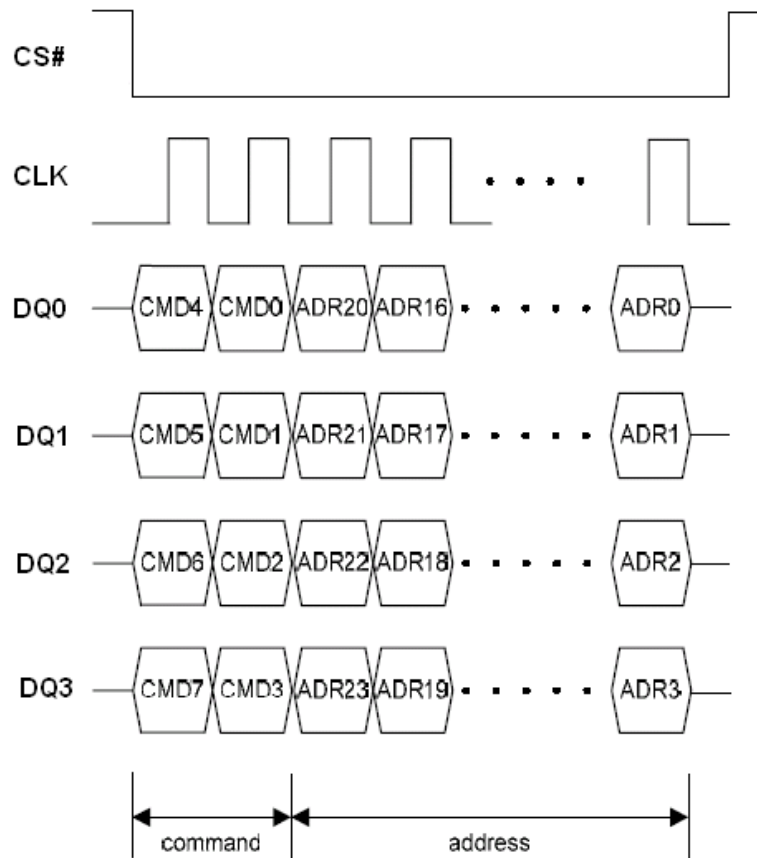 CS#
CLK
DQ0 CMD4 CMD0 ADR20 ADR16 ADR0
DQ1 CMD5 CMD1 ADR21 ADR17 ADR1
DQ2 CMD6 CMD2 ADR22 ADR18 ADR2
DQ3 CMD7 CMD3 ADR23 ADR19 ADR3
command address